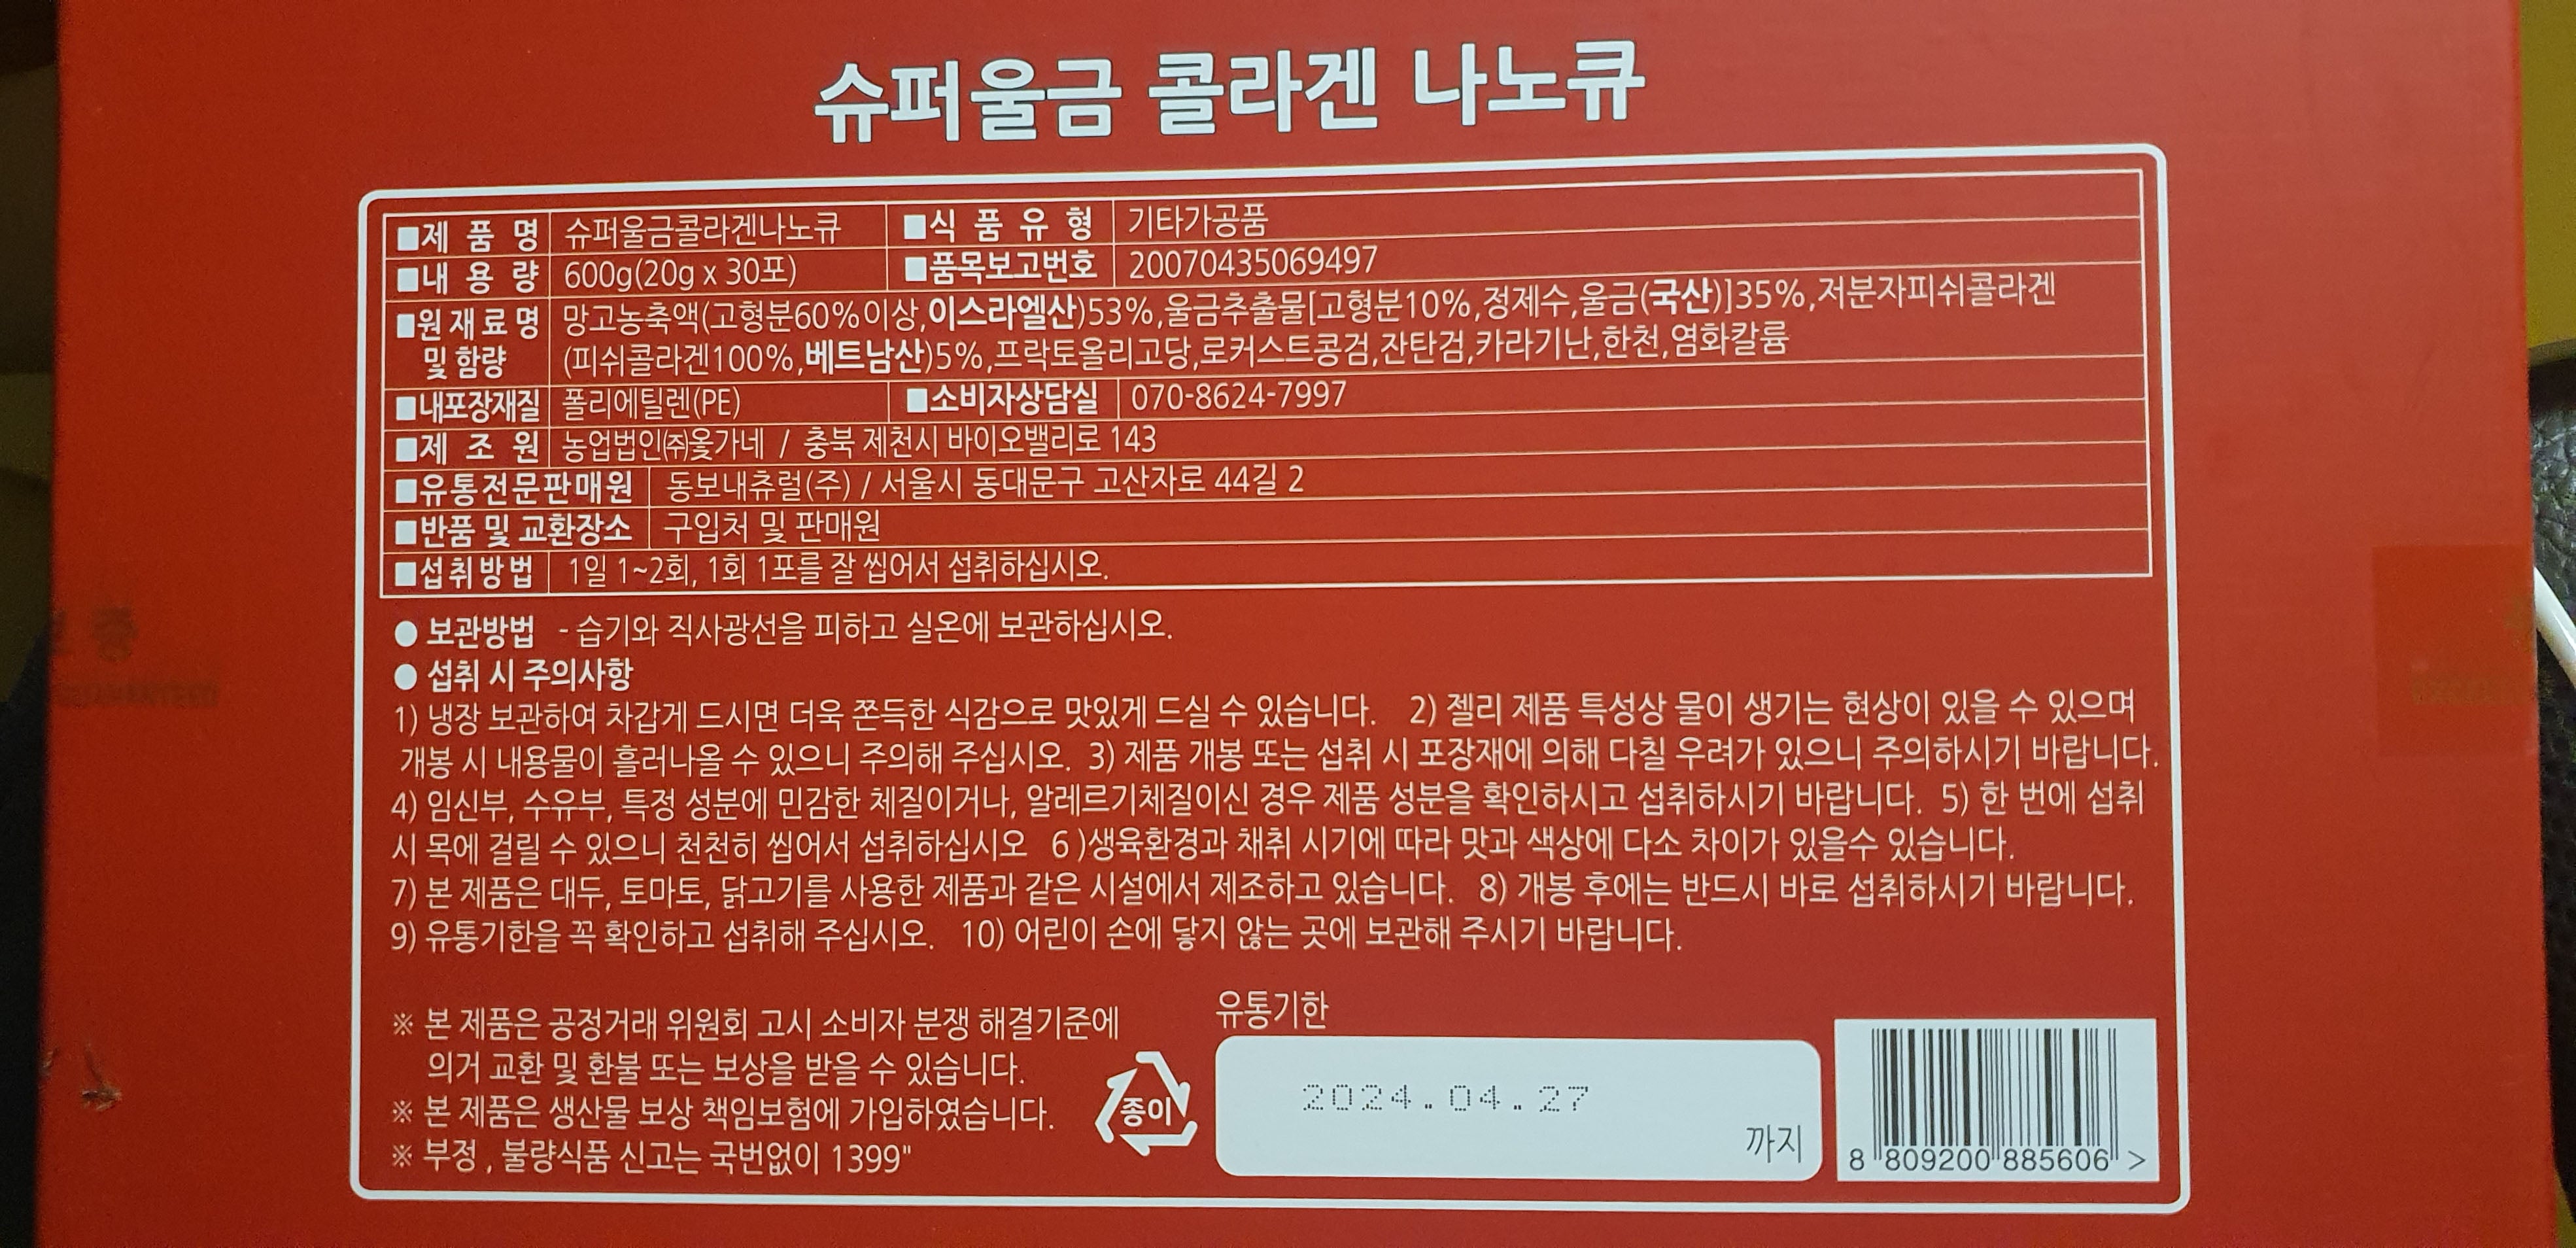 슈퍼울금 콜라겐 나노큐
■제 품 명 슈퍼울금콜라겐나노큐 ■식 품 유 형 기타가공품
■내 용 량 600g(20g x 30포) ■품목보고번호 20070435069497
■원재료명 및 함량 망고농축액(고형분60%이상,이스라엘산)53%,울금추출물[고형분10%,정제수,울금(국산)]35%,저분자피쉬콜라겐
(피쉬콜라겐100%,베트남산)5%,프락토올리고당,로커스트콩검,잔탄검,카라기난,한천,염화칼륨
■내포장재질 폴리에틸렌(PE) ■소비자상담실 070-8624-7997
■제 조 원 농업법인㈜옻가네 / 충북 제천시 바이오밸리로 143
■유통전문판매원 동보내츄럴(주) / 서울시 동대문구 고산자로 44길 2
■반품 및 교환장소 구입처 및 판매원
■섭취방법 1일 1~2회, 1회 1포를 잘 씹어서 섭취하십시오.
● 보관방법 - 습기와 직사광선을 피하고 실온에 보관하십시오.
● 섭취 시 주의사항
1) 냉장 보관하여 차갑게 드시면 더욱 쫀득한 식감으로 맛있게 드실 수 있습니다. 2) 젤리 제품 특성상 물이 생기는 현상이 있을 수 있으며
개봉 시 내용물이 흘러나올 수 있으니 주의해 주십시오. 3) 제품 개봉 또는 섭취 시 포장재에 의해 다칠 우려가 있으니 주의하시기 바랍니다.
4) 임신부, 수유부, 특정 성분에 민감한 체질이거나, 알레르기체질이신 경우 제품 성분을 확인하시고 섭취하시기 바랍니다. 5) 한 번에 섭취
시 목에 걸릴 수 있으니 천천히 씹어서 섭취하십시오 6 )생육환경과 채취 시기에 따라 맛과 색상에 다소 차이가 있을수 있습니다.
7) 본 제품은 대두, 토마토, 닭고기를 사용한 제품과 같은 시설에서 제조하고 있습니다. 8) 개봉 후에는 반드시 바로 섭취하시기 바랍니다.
9) 유통기한을 꼭 확인하고 섭취해 주십시오. 10) 어린이 손에 닿지 않는 곳에 보관해 주시기 바랍니다.
※ 본 제품은 공정거래 위원회 고시 소비자 분쟁 해결기준에
의거 교환 및 환불 또는 보상을 받을 수 있습니다.
※ 본 제품은 생산물 보상 책임보험에 가입하였습니다.
※ 부정 , 불량식품 신고는 국번없이 1399"
종이
유통기한
2024.04.27
까지
8 809200 885606 >